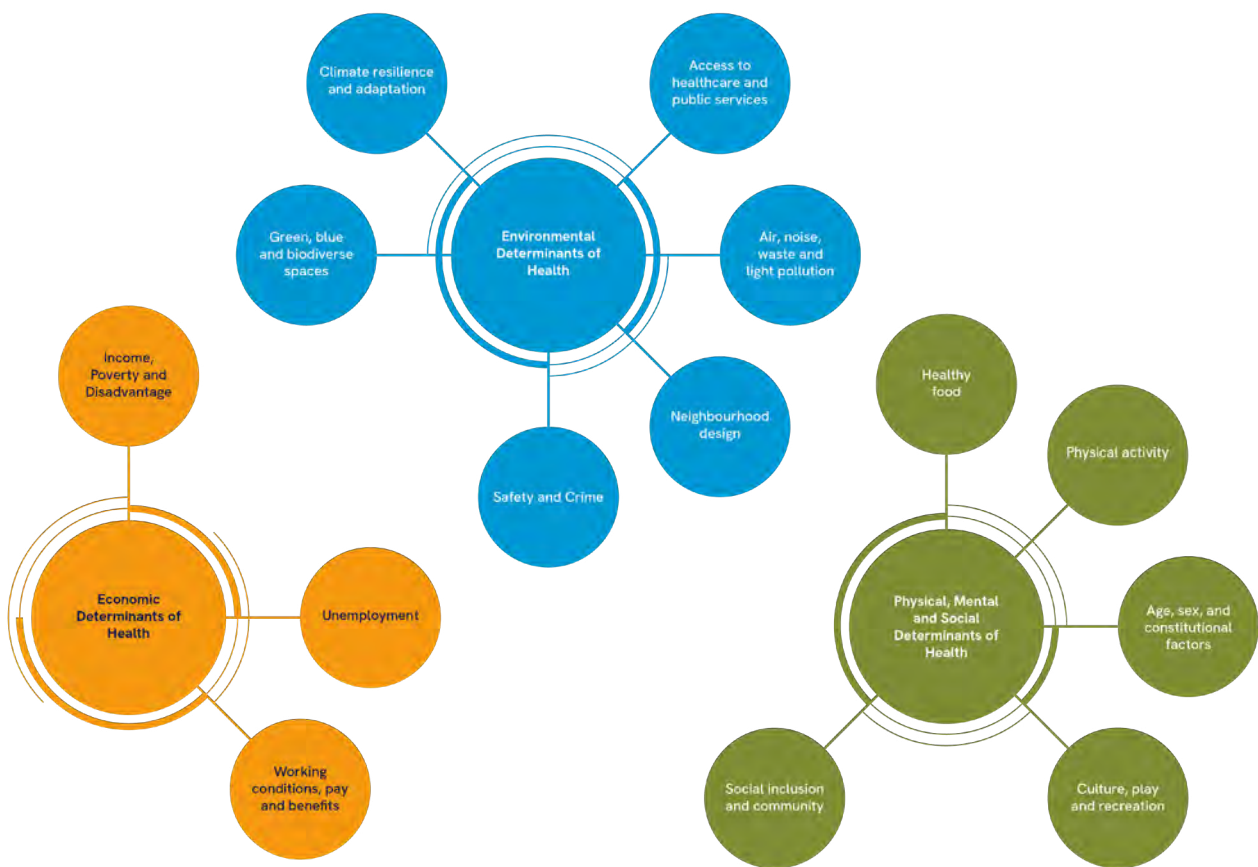 Climate resilience
and adaptation
Access to
healthcare and
public services
Green, blue
and biodiverse
spaces
Environmental
Determinants of
Health
Air, noise,
waste and
light pollution
Neighbourhood
design
Safety and Crime
Income,
Poverty and
Disadvantage
Economic
Determinants of
Health
Unemployment
Working
conditions, pay
and benefits
Healthy
food
Physical activity
Physical, Mental
and Social
Determinants of
Health
Age, sex, and
constitutional
factors
Social inclusion
and community
Culture, play
and recreation